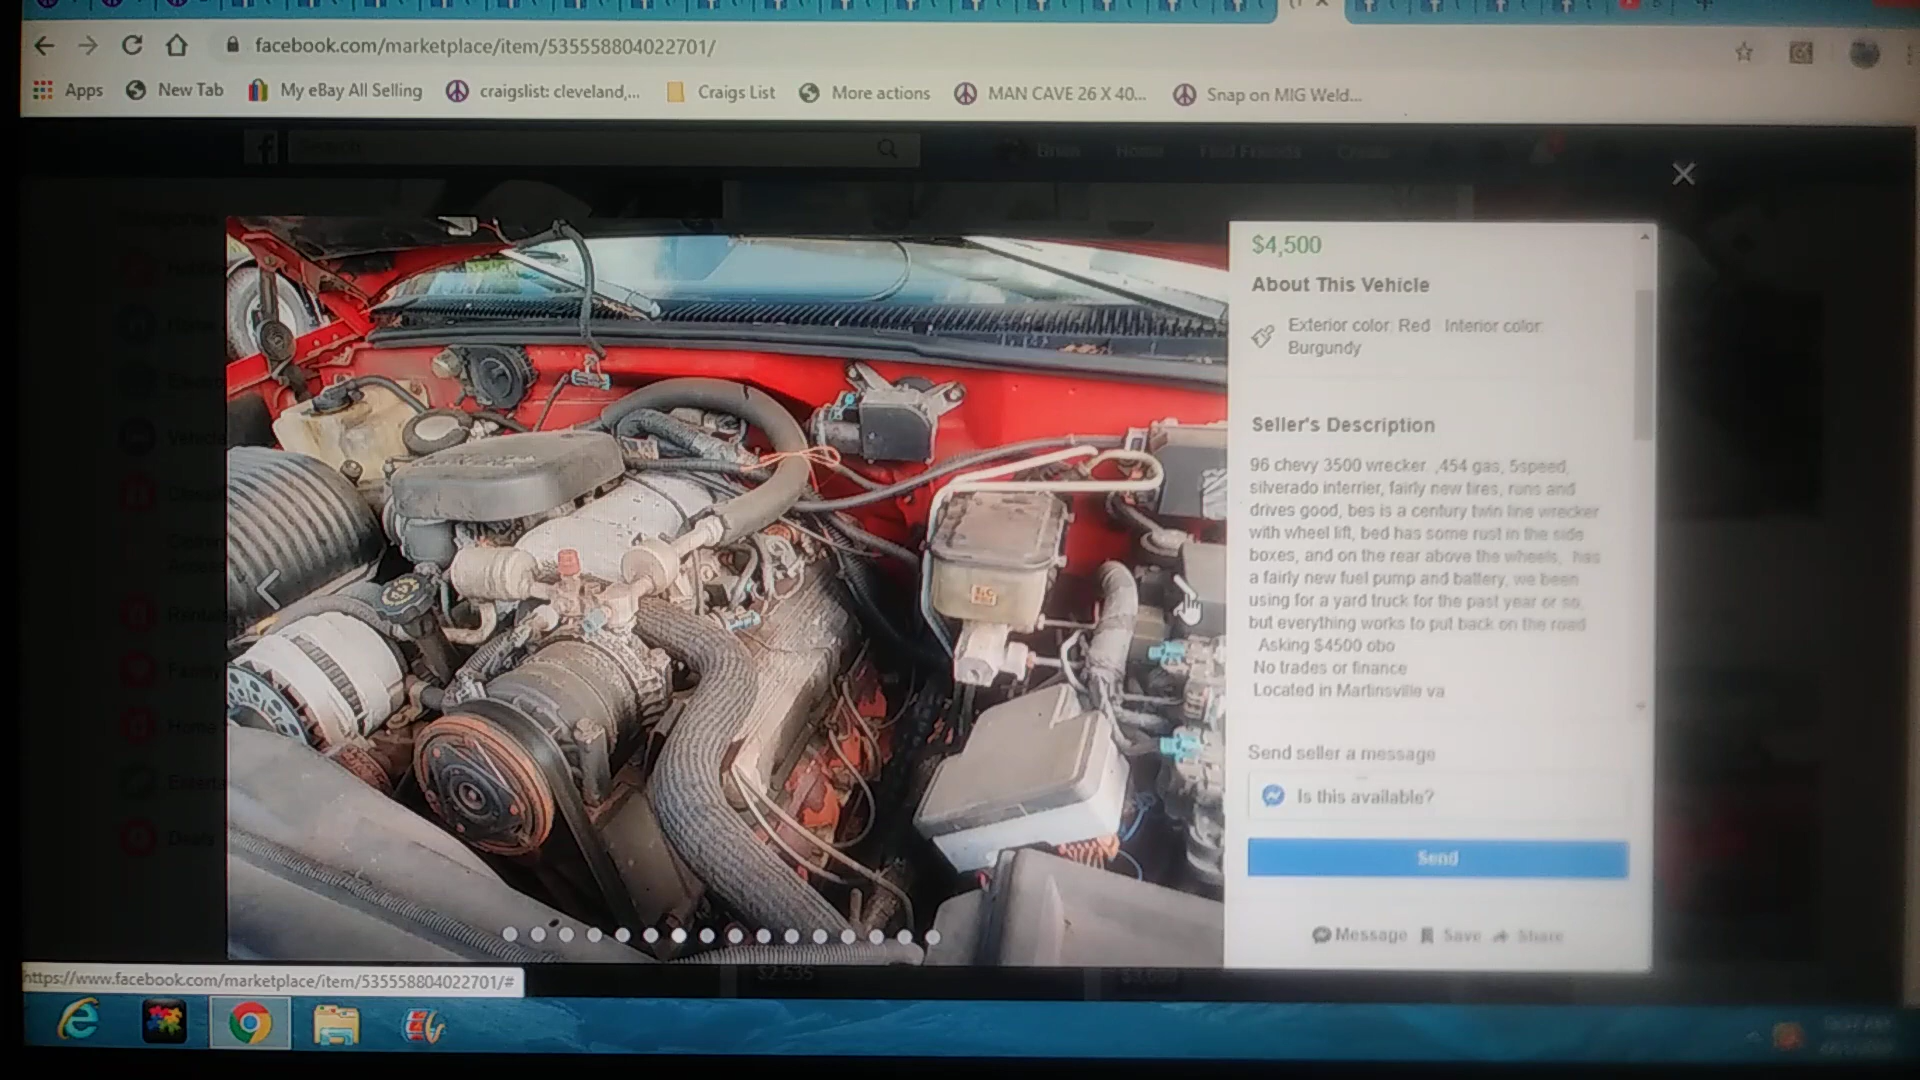 facebook.com/marketplace/item/535558804022701/
Apps New Tab My eBay All Selling craigslist: cleveland,... Craigs List More actions MAN CAVE 26 X 40... Snap on MIG Weld...
Home Find Friends Create
$4,500
About This Vehicle
Exterior color: Red · Interior color:
Burgundy
Seller's Description
96 chevy 3500 wrecker ,454 gas, 5speed,
silverado interrier, fairly new tires, runs and
drives good, bes is a century twin line wrecker
with wheel lift, bed has some rust in the side
boxes, and on the rear above the wheels, has
a fairly new fuel pump and battery, we been
using for a yard truck for the past year or so,
but everything works to put back on the road
Asking $4500 obo
No trades or finance
Located in Martinsville va
Send seller a message
Is this available?
Send
Message Save Share
$2,535
https://www.facebook.com/marketplace/item/535558804022701/#